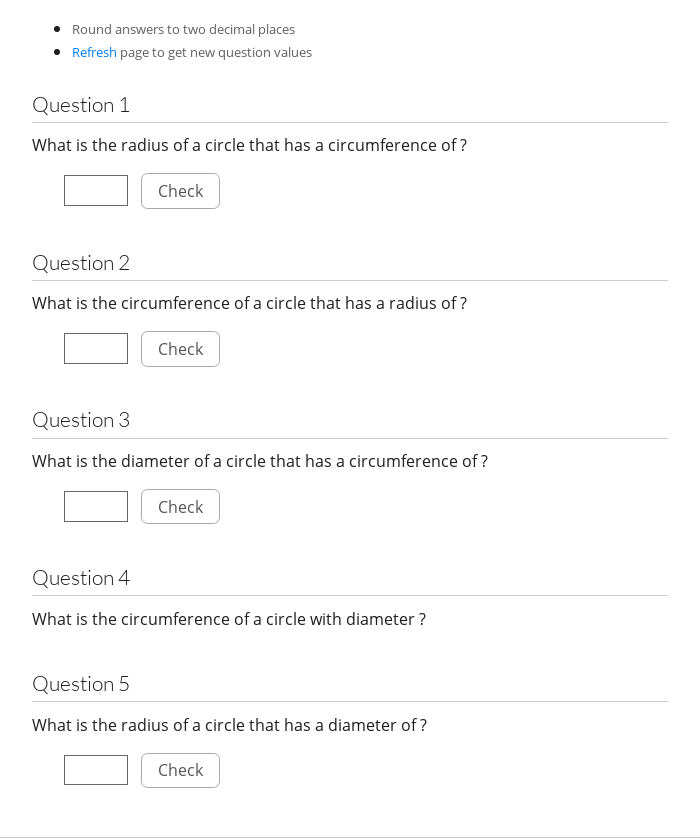 Round answers to two decimal places
Refresh page to get new question values
Question 1
What is the radius of a circle that has a circumference of ?
Check
Question 2
What is the circumference of a circle that has a radius of ?
Check
Question 3
What is the diameter of a circle that has a circumference of ?
Check
Question 4
What is the circumference of a circle with diameter ?
Question 5
What is the radius of a circle that has a diameter of ?
Check